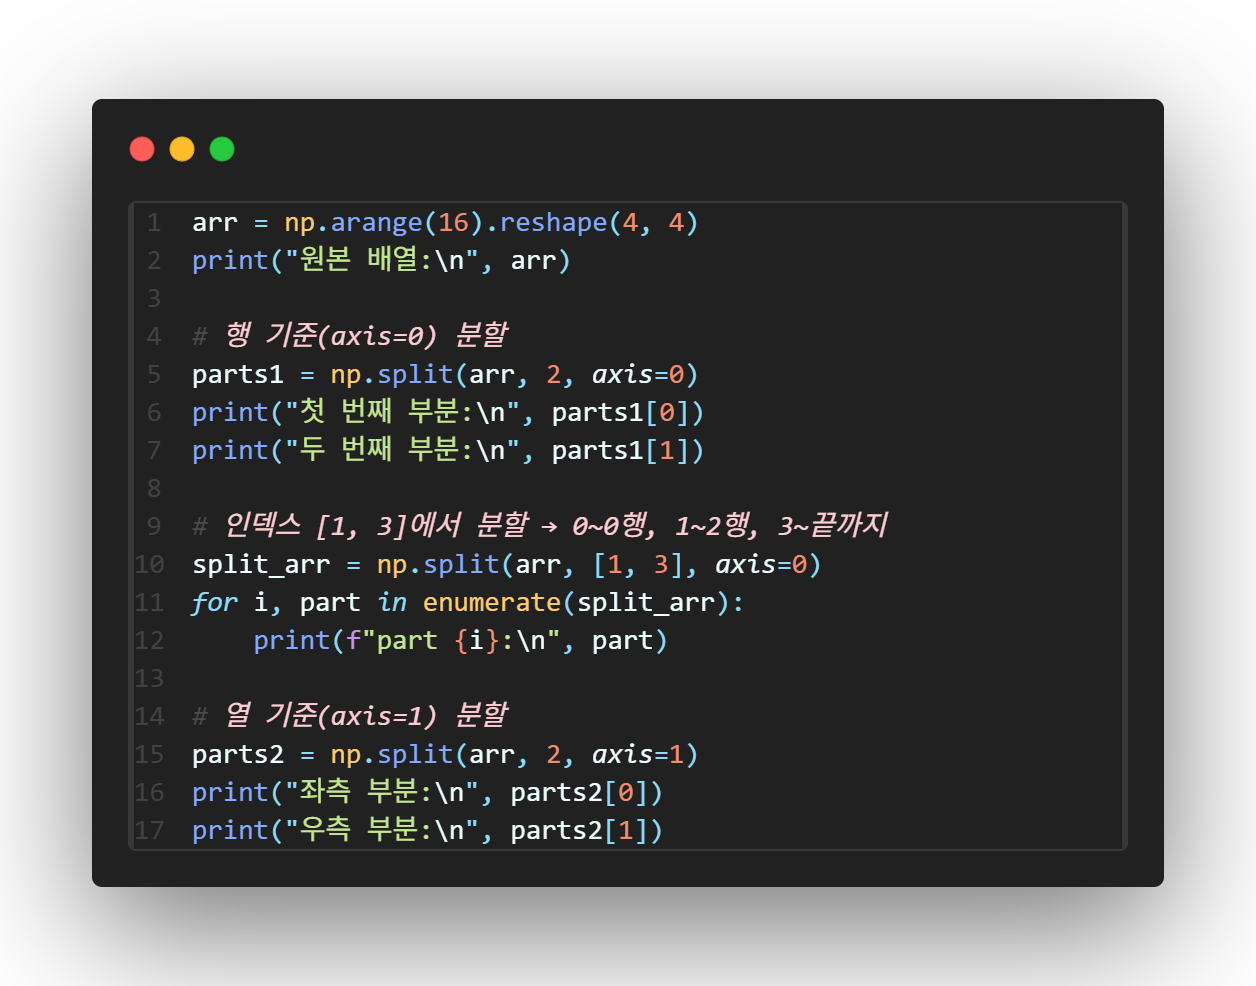 1 arr = np.arange(16).reshape(4, 4)
2 print("원본 배열:\n", arr)
3
4 # 행 기준(axis=0) 분할
5 parts1 = np.split(arr, 2, axis=0)
6 print("첫 번째 부분:\n", parts1[0])
7 print("두 번째 부분:\n", parts1[1])
8
9 # 인덱스 [1, 3]에서 분할 → 0~0행, 1~2행, 3~끝까지
10 split_arr = np.split(arr, [1, 3], axis=0)
11 for i, part in enumerate(split_arr):
12     print(f"part {i}:\n", part)
13
14 # 열 기준(axis=1) 분할
15 parts2 = np.split(arr, 2, axis=1)
16 print("좌측 부분:\n", parts2[0])
17 print("우측 부분:\n", parts2[1])